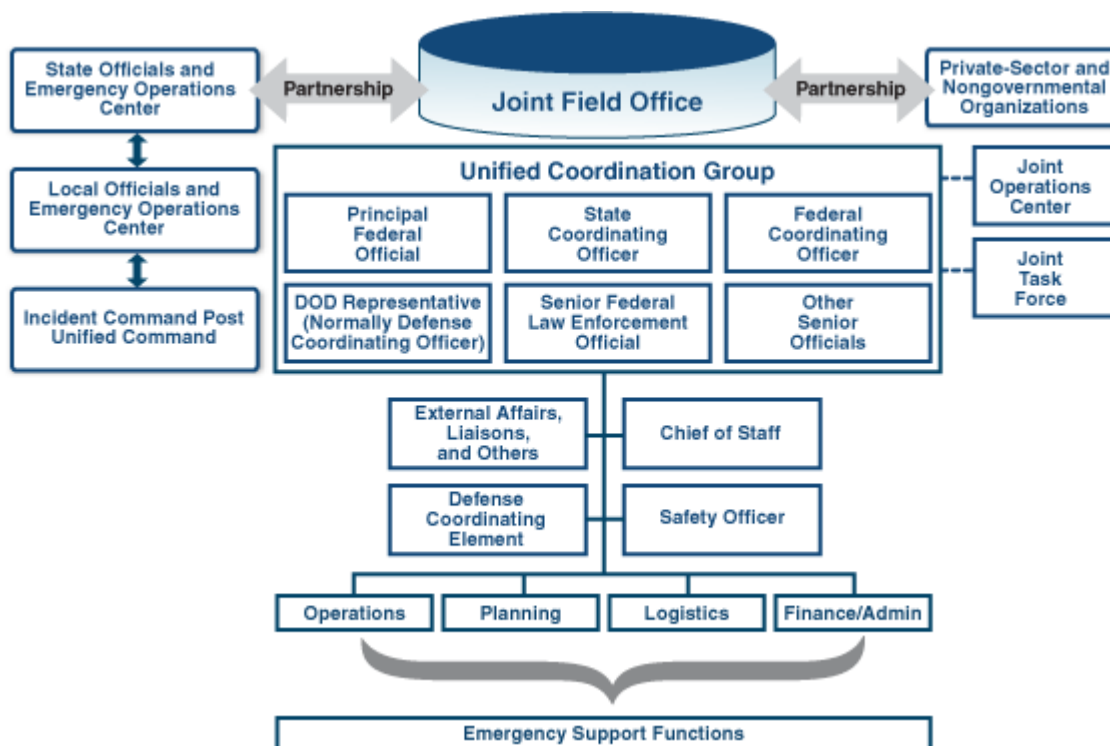 State Officials and
Emergency Operations
Center
Partnership
Joint Field Office
Partnership
Private-Sector and
Nongovernmental
Organizations
Local Officials and
Emergency Operations
Center
Incident Command Post
Unified Command
Unified Coordination Group
Principal
Federal
Official
State
Coordinating
Officer
Federal
Coordinating
Officer
DOD Representative
(Normally Defense
Coordinating Officer)
Senior Federal
Law Enforcement
Official
Other
Senior
Officials
Joint
Operations
Center
Joint
Task
Force
External Affairs,
Liaisons,
and Others
Chief of Staff
Defense
Coordinating
Element
Safety Officer
Operations
Planning
Logistics
Finance/Admin
Emergency Support Functions